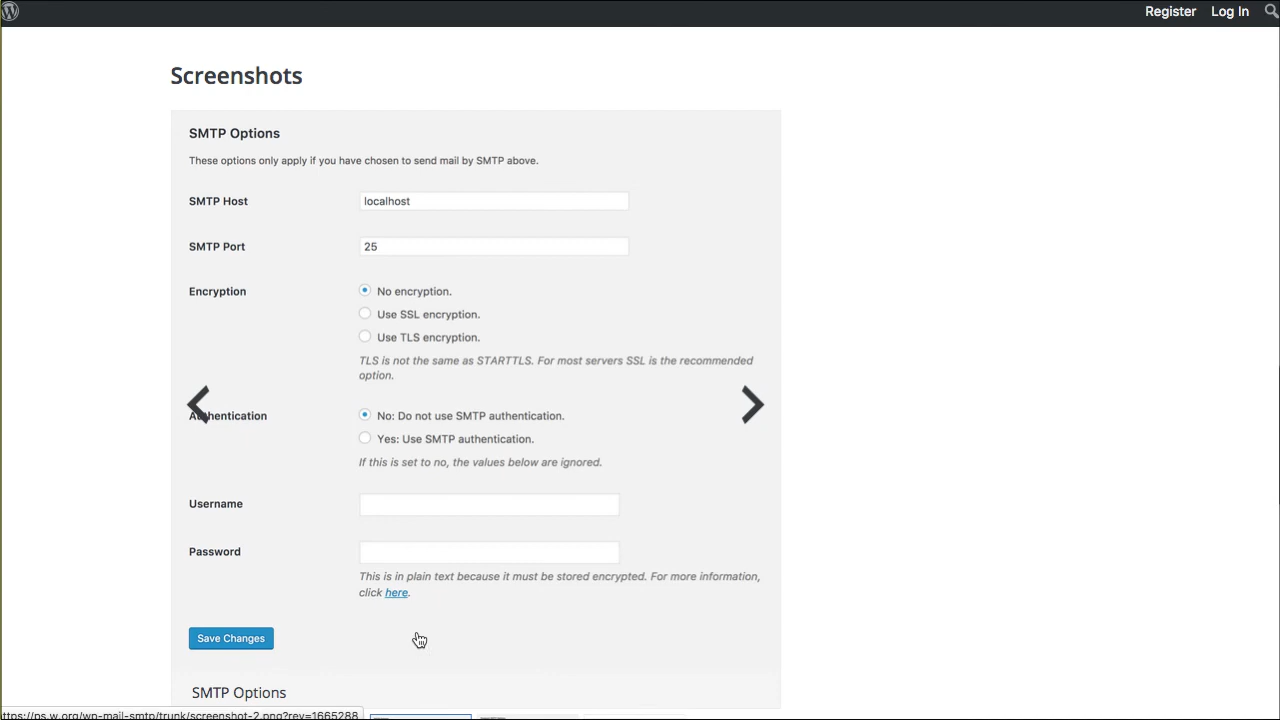 Register Log In
Screenshots
SMTP Options
These options only apply if you have chosen to send mail by SMTP above.
SMTP Host localhost
SMTP Port 25
Encryption No encryption.
Use SSL encryption.
Use TLS encryption.
TLS is not the same as STARTTLS. For most servers SSL is the recommended
option.
Authentication No: Do not use SMTP authentication.
Yes: Use SMTP authentication.
If this is set to no, the values below are ignored.
Username
Password
This is in plain text because it must be stored encrypted. For more information,
click here.
Save Changes
SMTP Options
ttps://ps.w.org/wp-mail-smtp/trunk/screenshot-2.png?rev=1665288